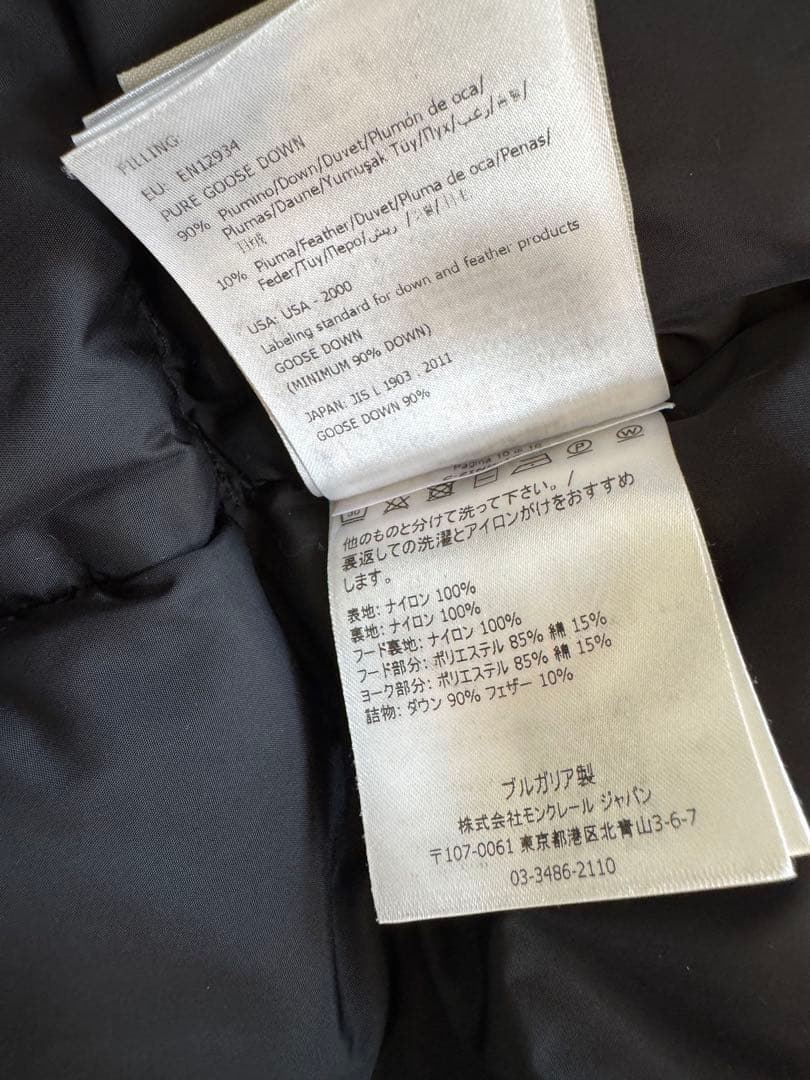 FILLING
EU: EN12934
PURE GOOSE DOWN
90% Piumino/Down/Duvet/Plumón de oca/
Plumas/Daune/Yumuşak Tüy/Пух/زغب/
10% Piuma/Feather/Duvet/Pluma de oca/Penas/
Feder/Tüy/Перо/ريش/
USA: USA - 2000
Labeling standard for down and feather products
GOOSE DOWN
(MINIMUM 90% DOWN)
JAPAN: JIS L 1903 . 2011
GOOSE DOWN 90%
Pagina 10
30 P W
他のものと分けて洗って下さい。/
裏返しての洗濯とアイロンがけをおすすめ
します。
表地: ナイロン 100%
裏地: ナイロン 100%
フード裏地: ナイロン 100%
フード部分: ポリエステル 85% 綿 15%
ヨーク部分: ポリエステル 85% 綿 15%
詰物: ダウン 90% フェザー 10%
ブルガリア製
株式会社モンクレール ジャパン
〒107-0061 東京都港区北青山3-6-7
03-3486-2110